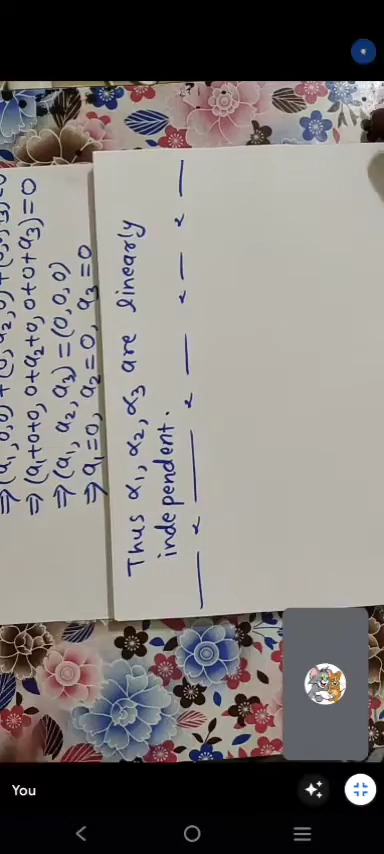 ⇒ (a₁+0+0, 0+a₂+0, 0+0+a₃)=0
⇒ (a₁, a₂, a₃) = (0,0,0)
⇒ a₁=0, a₂=0, a₃=0
Thus α₁, α₂, α₃ are linearly
independent.
You